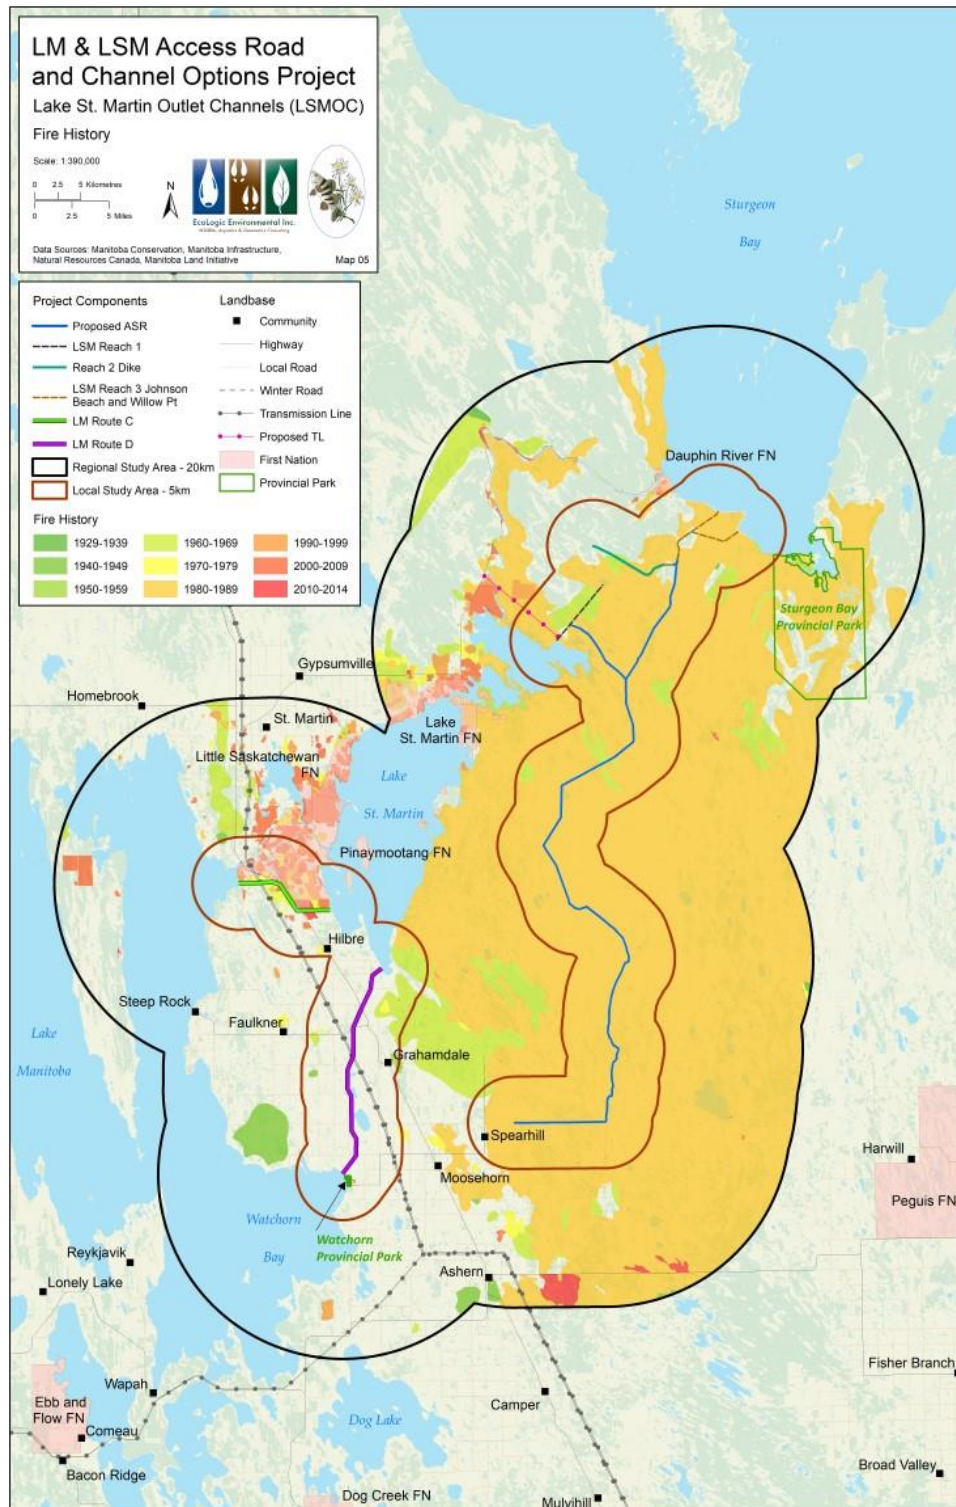 LM & LSM Access Road
and Channel Options Project
Lake St. Martin Outlet Channels (LSMOC)
Fire History
Scale: 1:390,000
0 2.5 5 Kilometres
0 2.5 5 Miles
N
EcoLogic Environmental Inc.
Wildlife, Aquatics & Geomatics Consulting
Data Sources: Manitoba Conservation, Manitoba Infrastructure,
Natural Resources Canada, Manitoba Land Initiative
Map 05
Project Components
Proposed ASR
LSM Reach 1
Reach 2 Dike
LSM Reach 3 Johnson
Beach and Willow Pt
LM Route C
LM Route D
Regional Study Area - 20km
Local Study Area - 5km
Landbase
Community
Highway
Local Road
Winter Road
Transmission Line
Proposed TL
First Nation
Provincial Park
Fire History
1929-1939
1940-1949
1950-1959
1960-1969
1970-1979
1980-1989
1990-1999
2000-2009
2010-2014
Sturgeon
Bay
Dauphin River FN
Sturgeon Bay
Provincial Park
Gypsumville
Homebrook
St. Martin
Lake
St. Martin FN
Little Saskatchewan
FN
Lake
St. Martin
Pinaymootang FN
Hilbre
Steep Rock
Faulkner
Lake
Manitoba
Grahamdale
Spearhill
Moosehorn
Harwill
Peguis FN
Watchorn
Bay
Watchorn
Provincial Park
Reykjavik
Lonely Lake
Ashern
Fisher Branch
Wapah
Ebb and
Flow FN
Comeau
Bacon Ridge
Camper
Dog Lake
Broad Valley
Dog Creek FN
Mulvihill